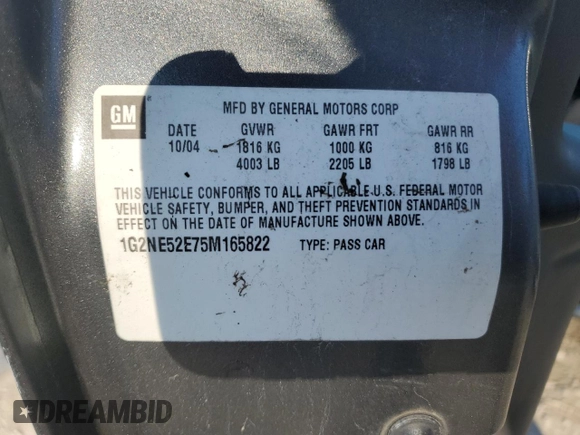 GM
MFD BY GENERAL MOTORS CORP
DATE GVWR GAWR FRT GAWR RR
10/04 1816 KG 1000 KG 816 KG
4003 LB 2205 LB 1798 LB
THIS VEHICLE CONFORMS TO ALL APPLICABLE U.S. FEDERAL MOTOR
VEHICLE SAFETY, BUMPER, AND THEFT PREVENTION STANDARDS IN
EFFECT ON THE DATE OF MANUFACTURE SHOWN ABOVE.
1G2NE52E75M165822 TYPE: PASS CAR
DREAMBID